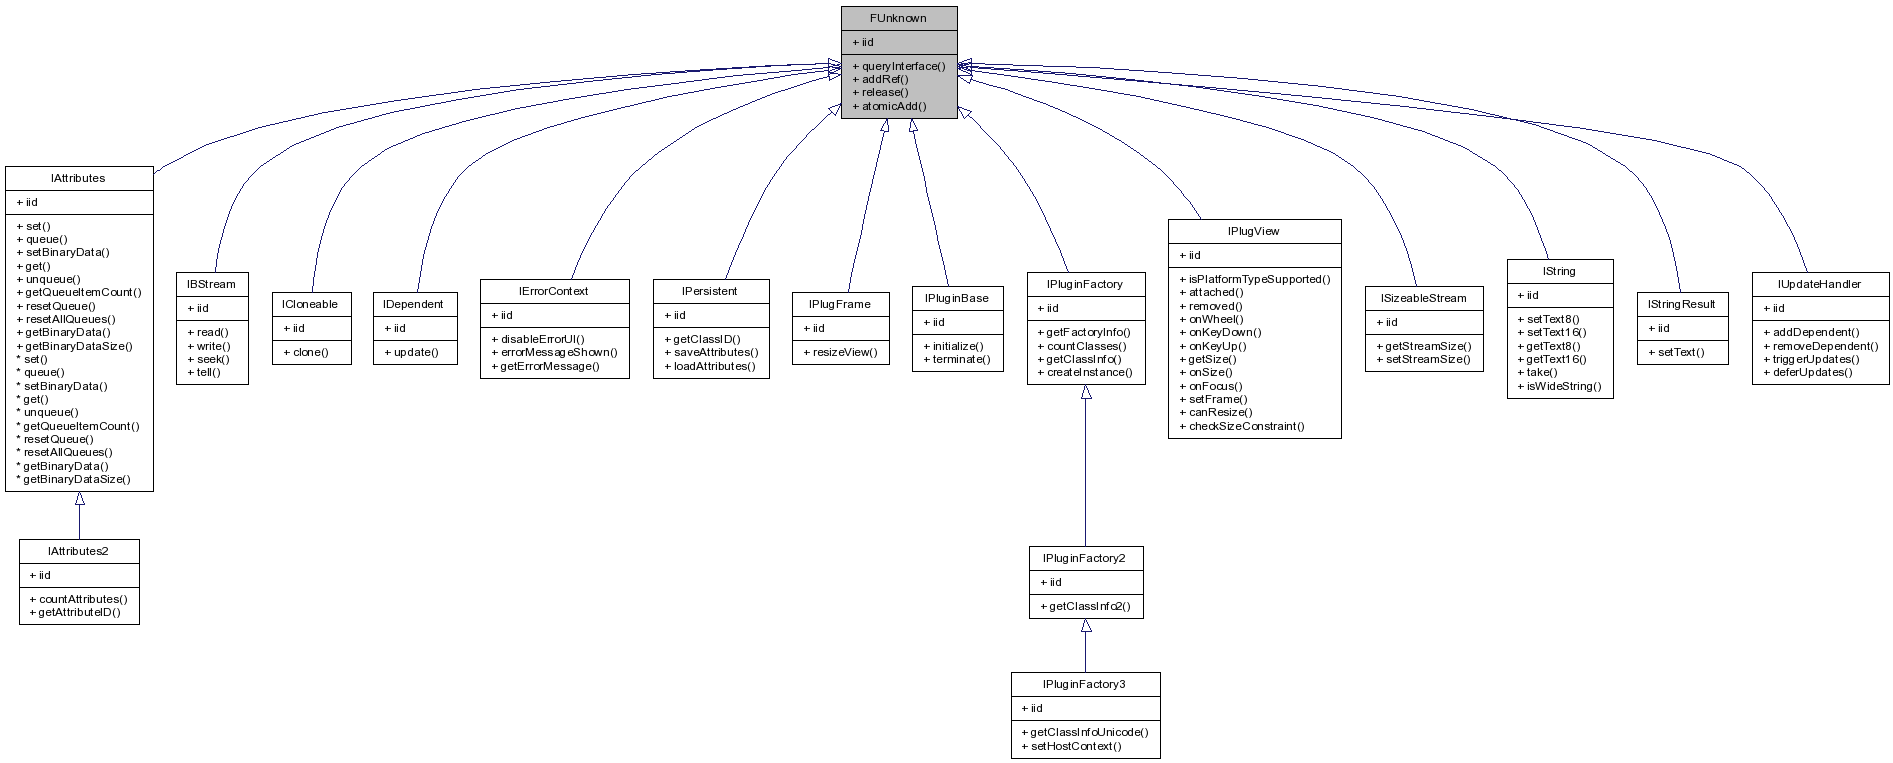 FUnknown
+ iid
+ queryInterface()
+ addRef()
+ release()
+ atomicAdd()
IAttributes
+ iid
+ set()
+ queue()
+ setBinaryData()
+ get()
+ unqueue()
+ getQueueItemCount()
+ resetQueue()
+ resetAllQueues()
+ getBinaryData()
+ getBinaryDataSize()
* set()
* queue()
* setBinaryData()
* get()
* unqueue()
* getQueueItemCount()
* resetQueue()
* resetAllQueues()
* getBinaryData()
* getBinaryDataSize()
IBStream
+ iid
+ read()
+ write()
+ seek()
+ tell()
ICloneable
+ iid
+ clone()
IDependent
+ iid
+ update()
IErrorContext
+ iid
+ disableErrorUI()
+ errorMessageShown()
+ getErrorMessage()
IPersistent
+ iid
+ getClassID()
+ saveAttributes()
+ loadAttributes()
IPlugFrame
+ iid
+ resizeView()
IPluginBase
+ iid
+ initialize()
+ terminate()
IPluginFactory
+ iid
+ getFactoryInfo()
+ countClasses()
+ getClassInfo()
+ createInstance()
IPlugView
+ iid
+ isPlatformTypeSupported()
+ attached()
+ removed()
+ onWheel()
+ onKeyDown()
+ onKeyUp()
+ getSize()
+ onSize()
+ onFocus()
+ setFrame()
+ canResize()
+ checkSizeConstraint()
ISizeableStream
+ iid
+ getStreamSize()
+ setStreamSize()
IString
+ iid
+ setText8()
+ setText16()
+ getText8()
+ getText16()
+ take()
+ isWideString()
IStringResult
+ iid
+ setText()
IUpdateHandler
+ iid
+ addDependent()
+ removeDependent()
+ triggerUpdates()
+ deferUpdates()
IAttributes2
+ iid
+ countAttributes()
+ getAttributeID()
IPluginFactory2
+ iid
+ getClassInfo2()
IPluginFactory3
+ iid
+ getClassInfoUnicode()
+ setHostContext()